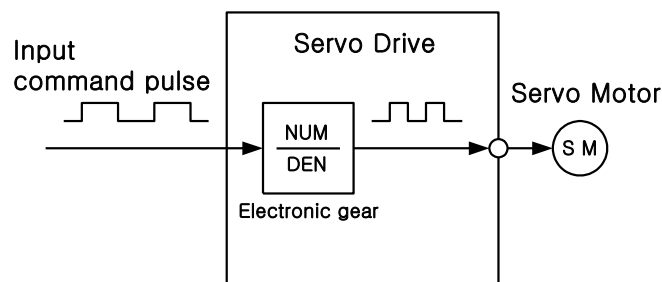 Servo Drive
Input
command pulse
Servo Motor
NUM
DEN
S M
Electronic gear